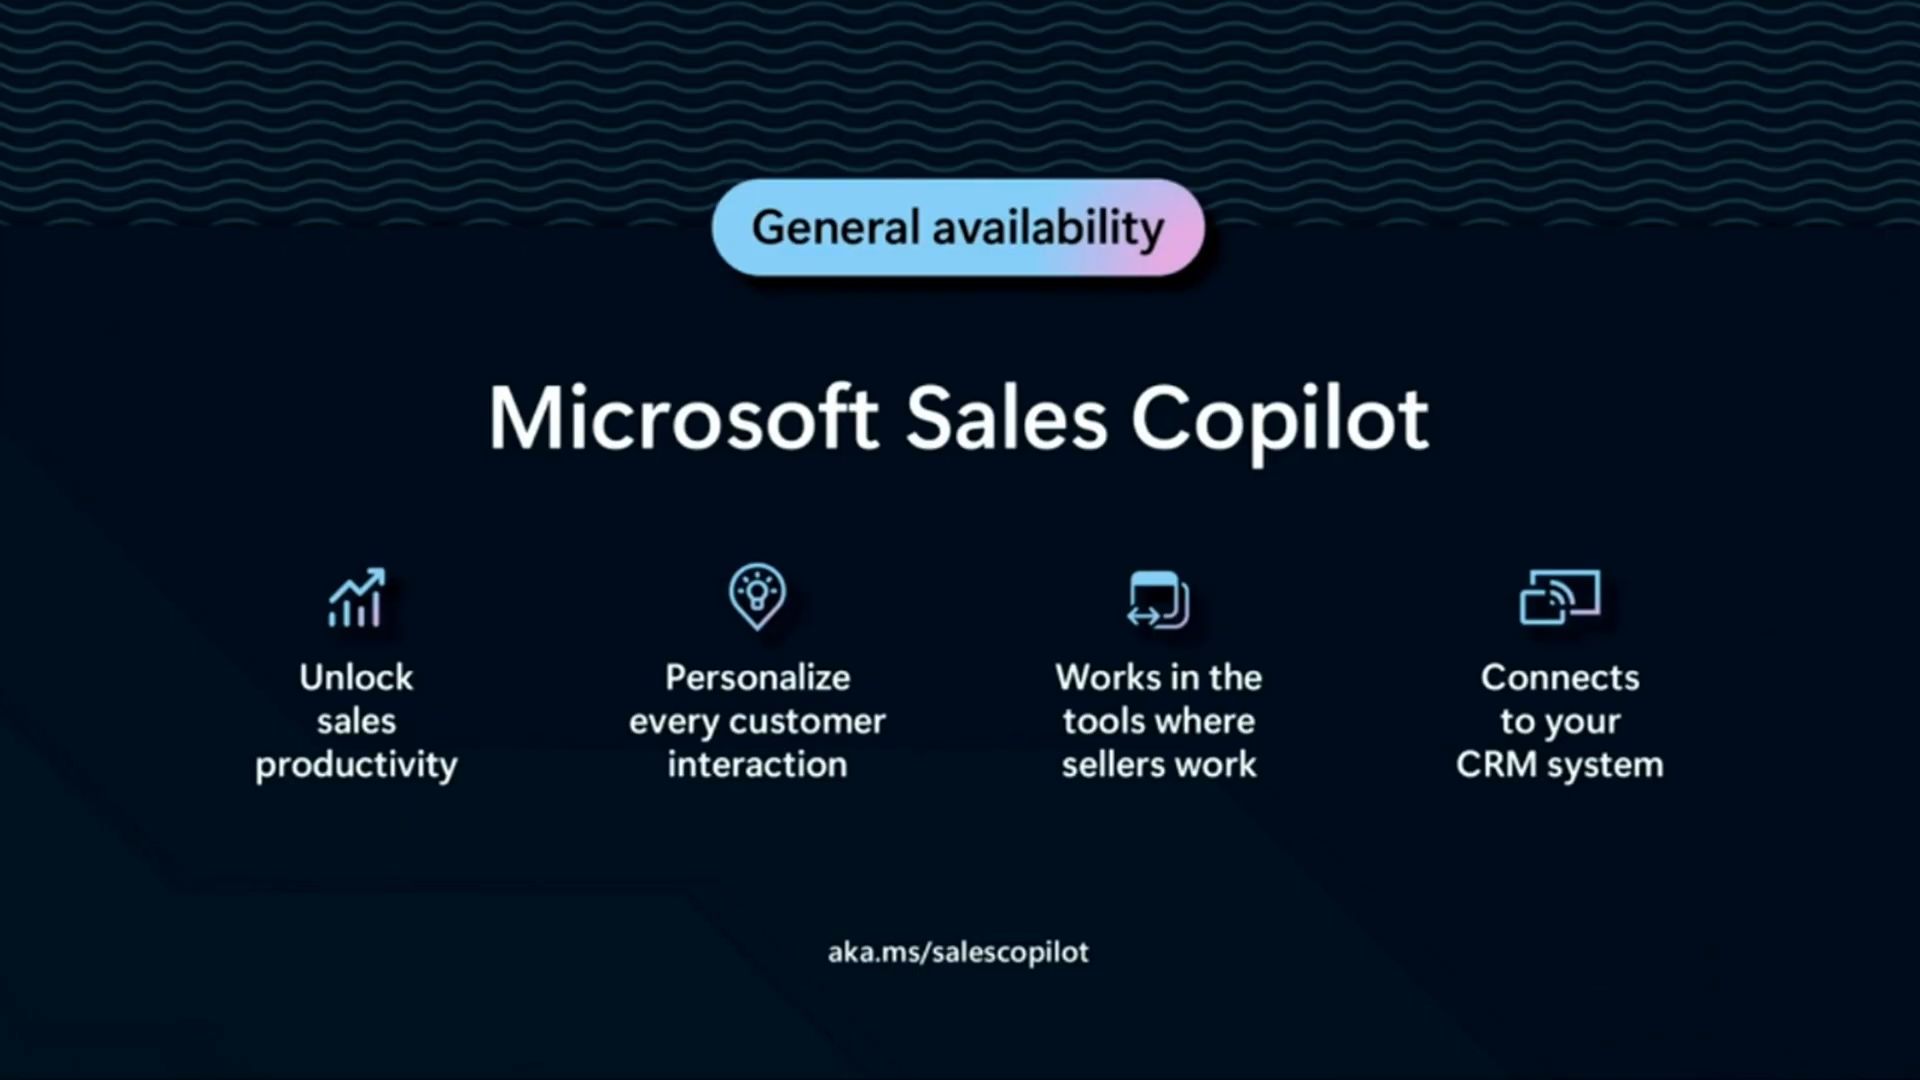 General availability
Microsoft Sales Copilot
Unlock
sales
productivity
Personalize
every customer
interaction
Works in the
tools where
sellers work
Connects
to your
CRM system
aka.ms/salescopilot